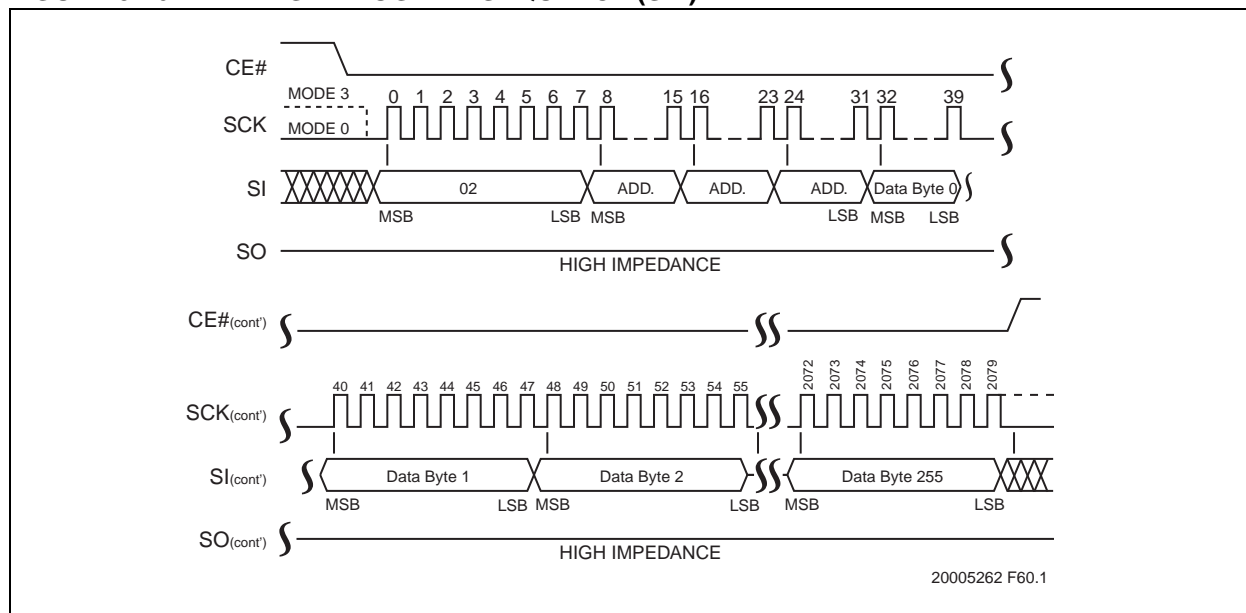 CE#
MODE 3
SCK
MODE 0
0 1 2 3 4 5 6 7 8 15 16 23 24 31 32 39
SI
02 ADD. ADD. ADD. Data Byte 0
MSB LSB MSB LSB MSB LSB
SO
HIGH IMPEDANCE
CE#(cont')
SCK(cont')
40 41 42 43 44 45 46 47 48 49 50 51 52 53 54 55 2072 2073 2074 2075 2076 2077 2078 2079
SI(cont')
Data Byte 1 Data Byte 2 Data Byte 255
MSB LSB MSB LSB MSB LSB
SO(cont')
HIGH IMPEDANCE
20005262 F60.1